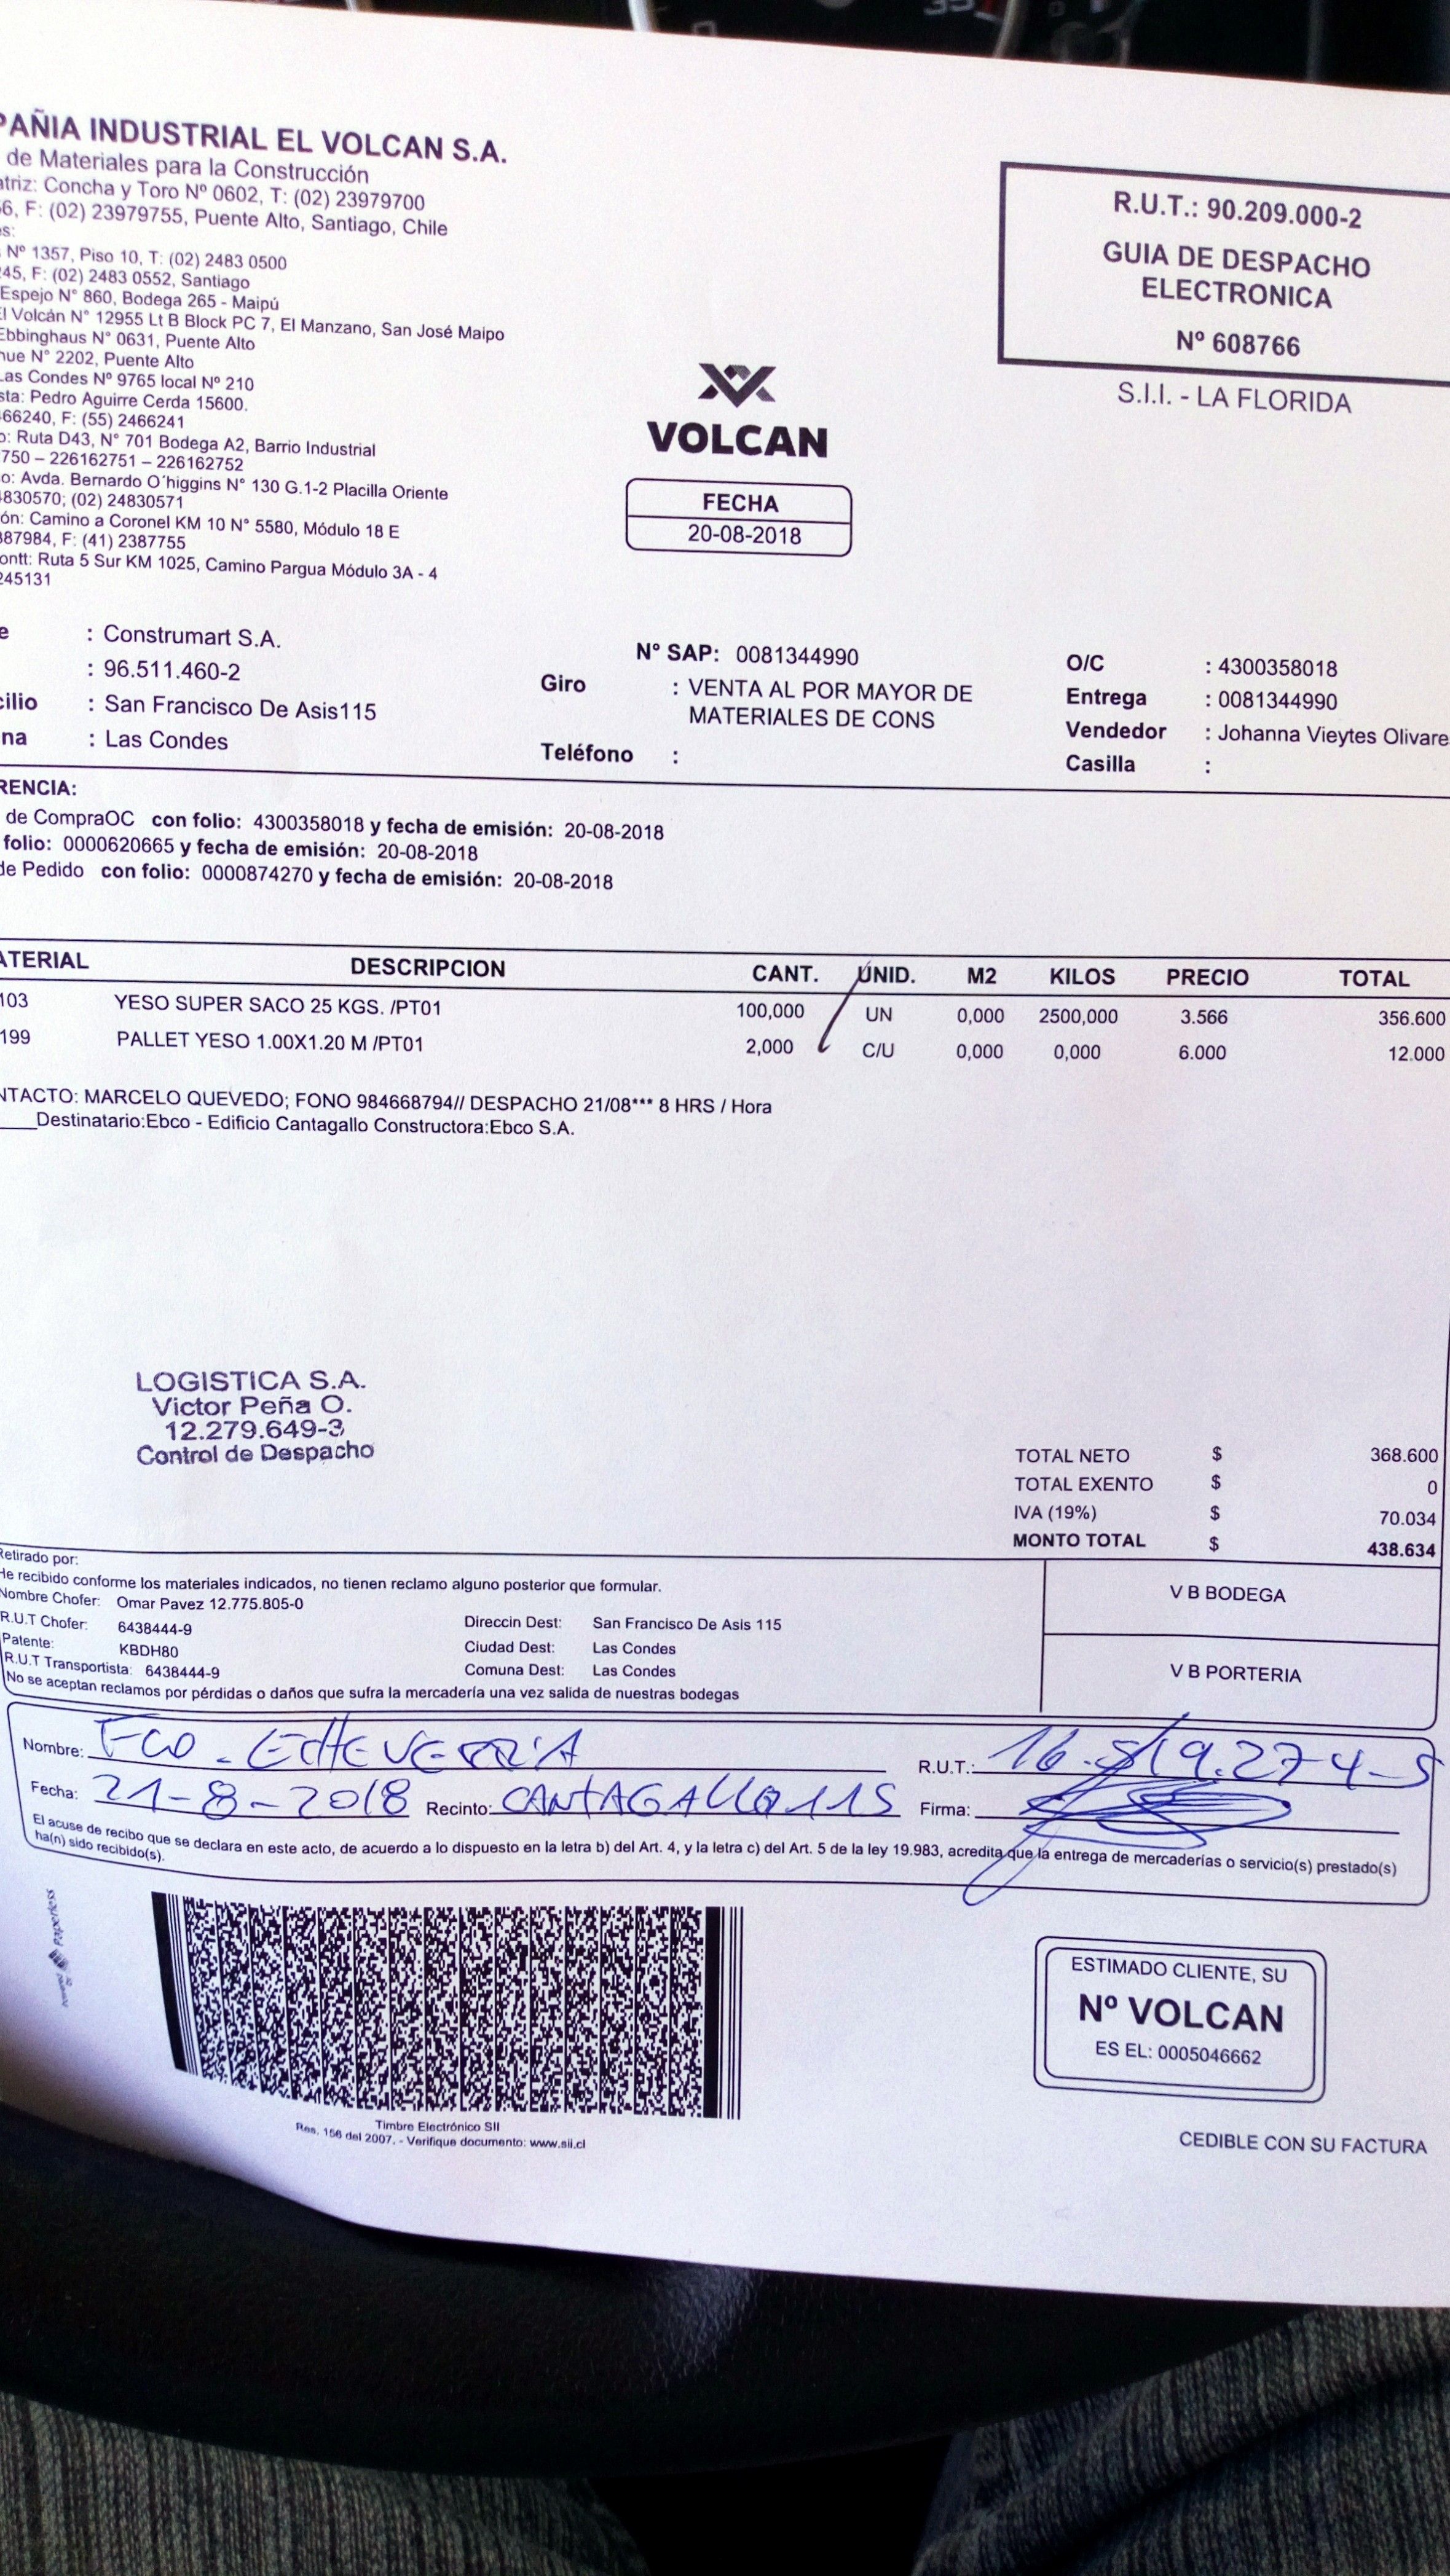 PAÑIA INDUSTRIAL EL VOLCAN S.A.
de Materiales para la Construcción
atriz: Concha y Toro Nº 0602, T: (02) 23979700
66, F: (02) 23979755, Puente Alto, Santiago, Chile
es:
Nº 1357, Piso 10, T: (02) 2483 0500
245, F: (02) 2483 0552, Santiago
Espejo N° 860, Bodega 265 - Maipú
El Volcán N° 12955 Lt B Block PC 7, El Manzano, San José Maipo
Ebbinghaus N° 0631, Puente Alto
nue N° 2202, Puente Alto
Las Condes Nº 9765 local Nº 210
sta: Pedro Aguirre Cerda 15600.
466240, F: (55) 2466241
o: Ruta D43, N° 701 Bodega A2, Barrio Industrial
750 – 226162751 – 226162752
o: Avda. Bernardo O´higgins N° 130 G.1-2 Placilla Oriente
4830570; (02) 24830571
ón: Camino a Coronel KM 10 N° 5580, Módulo 18 E
387984, F: (41) 2387755
ontt: Ruta 5 Sur KM 1025, Camino Pargua Módulo 3A - 4
245131
R.U.T.: 90.209.000-2
GUIA DE DESPACHO
ELECTRONICA
Nº 608766
S.I.I. - LA FLORIDA
VOLCAN
FECHA
20-08-2018
e : Construmart S.A.
: 96.511.460-2
cilio : San Francisco De Asis115
na : Las Condes
N° SAP: 0081344990
Giro : VENTA AL POR MAYOR DE
MATERIALES DE CONS
Teléfono :
O/C : 4300358018
Entrega : 0081344990
Vendedor : Johanna Vieytes Olivare
Casilla :
RENCIA:
de CompraOC con folio: 4300358018 y fecha de emisión: 20-08-2018
folio: 0000620665 y fecha de emisión: 20-08-2018
de Pedido con folio: 0000874270 y fecha de emisión: 20-08-2018
ATERIAL DESCRIPCION CANT. UNID. M2 KILOS PRECIO TOTAL
103 YESO SUPER SACO 25 KGS. /PT01 100,000 UN 0,000 2500,000 3.566 356.600
199 PALLET YESO 1.00X1.20 M /PT01 2,000 C/U 0,000 0,000 6.000 12.000
NTACTO: MARCELO QUEVEDO; FONO 984668794// DESPACHO 21/08*** 8 HRS / Hora
____Destinatario:Ebco - Edificio Cantagallo Constructora:Ebco S.A.
LOGISTICA S.A.
Victor Peña O.
12.279.649-3
Control de Despacho
TOTAL NETO $ 368.600
TOTAL EXENTO $ 0
IVA (19%) $ 70.034
MONTO TOTAL $ 438.634
Retirado por:
He recibido conforme los materiales indicados, no tienen reclamo alguno posterior que formular.
Nombre Chofer: Omar Pavez 12.775.805-0
R.U.T Chofer: 6438444-9
Patente: KBDH80
R.U.T Transportista: 6438444-9
Direccin Dest: San Francisco De Asis 115
Ciudad Dest: Las Condes
Comuna Dest: Las Condes
No se aceptan reclamos por pérdidas o daños que sufra la mercadería una vez salida de nuestras bodegas
V B BODEGA
V B PORTERIA
Nombre: FCO. ECHEVERRIA R.U.T.: 16.519.274-5
Fecha: 21-8-2018 Recinto: CANTAGALLO 115 Firma:
El acuse de recibo que se declara en este acto, de acuerdo a lo dispuesto en la letra b) del Art. 4, y la letra c) del Art. 5 de la ley 19.983, acredita que la entrega de mercaderías o servicio(s) prestado(s)
ha(n) sido recibido(s).
Paperless
Timbre Electrónico SII
Res. 156 del 2007. - Verifique documento: www.sii.cl
ESTIMADO CLIENTE, SU
Nº VOLCAN
ES EL: 0005046662
CEDIBLE CON SU FACTURA